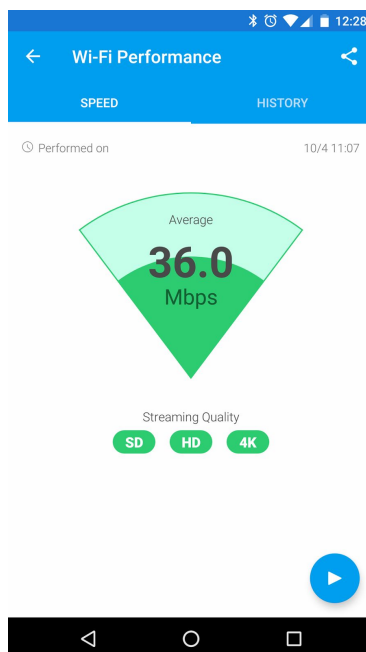 12:28
Wi-Fi Performance
SPEED HISTORY
Performed on 10/4 11:07
Average
36.0
Mbps
Streaming Quality
SD HD 4K